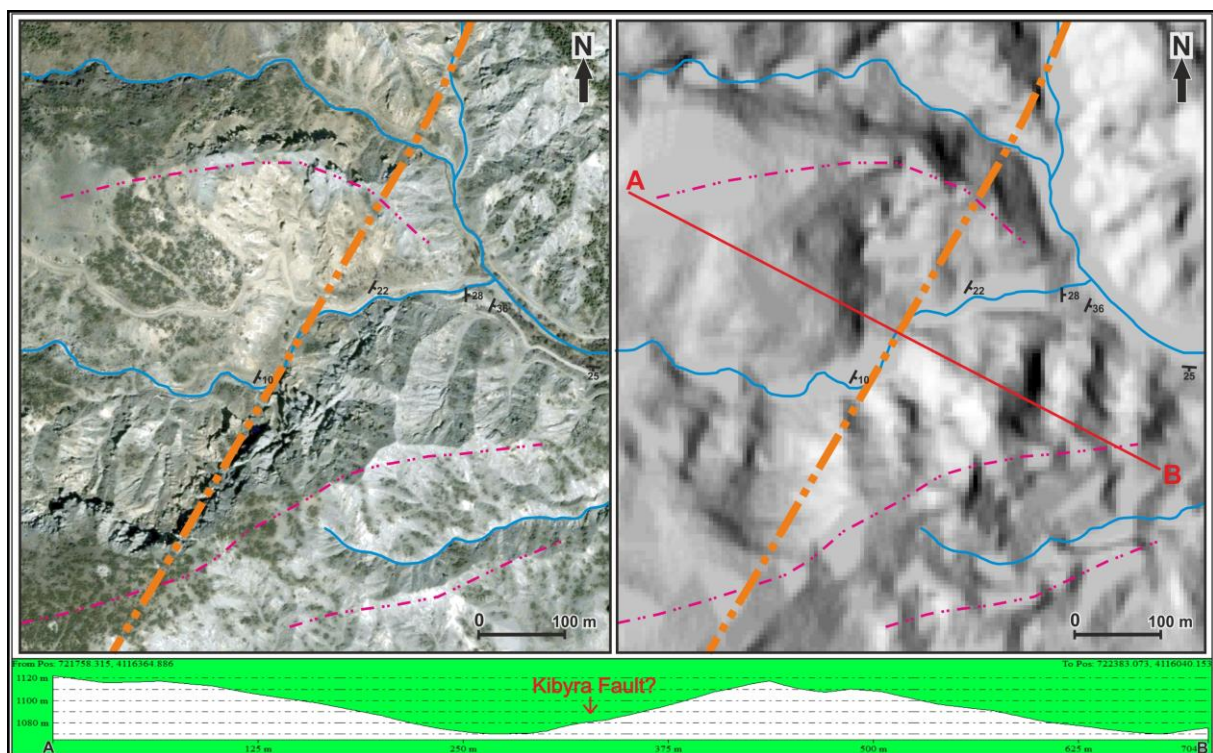 N
22
28
36
10
25
0 100 m
N
A
22
28
36
10
25
B
0 100 m
From Pos: 721758.315, 4116364.886
To Pos: 722383.073, 4116040.153
1120 m
1100 m
1080 m
Kibyra Fault?
A
125 m
250 m
375 m
500 m
625 m
704
B